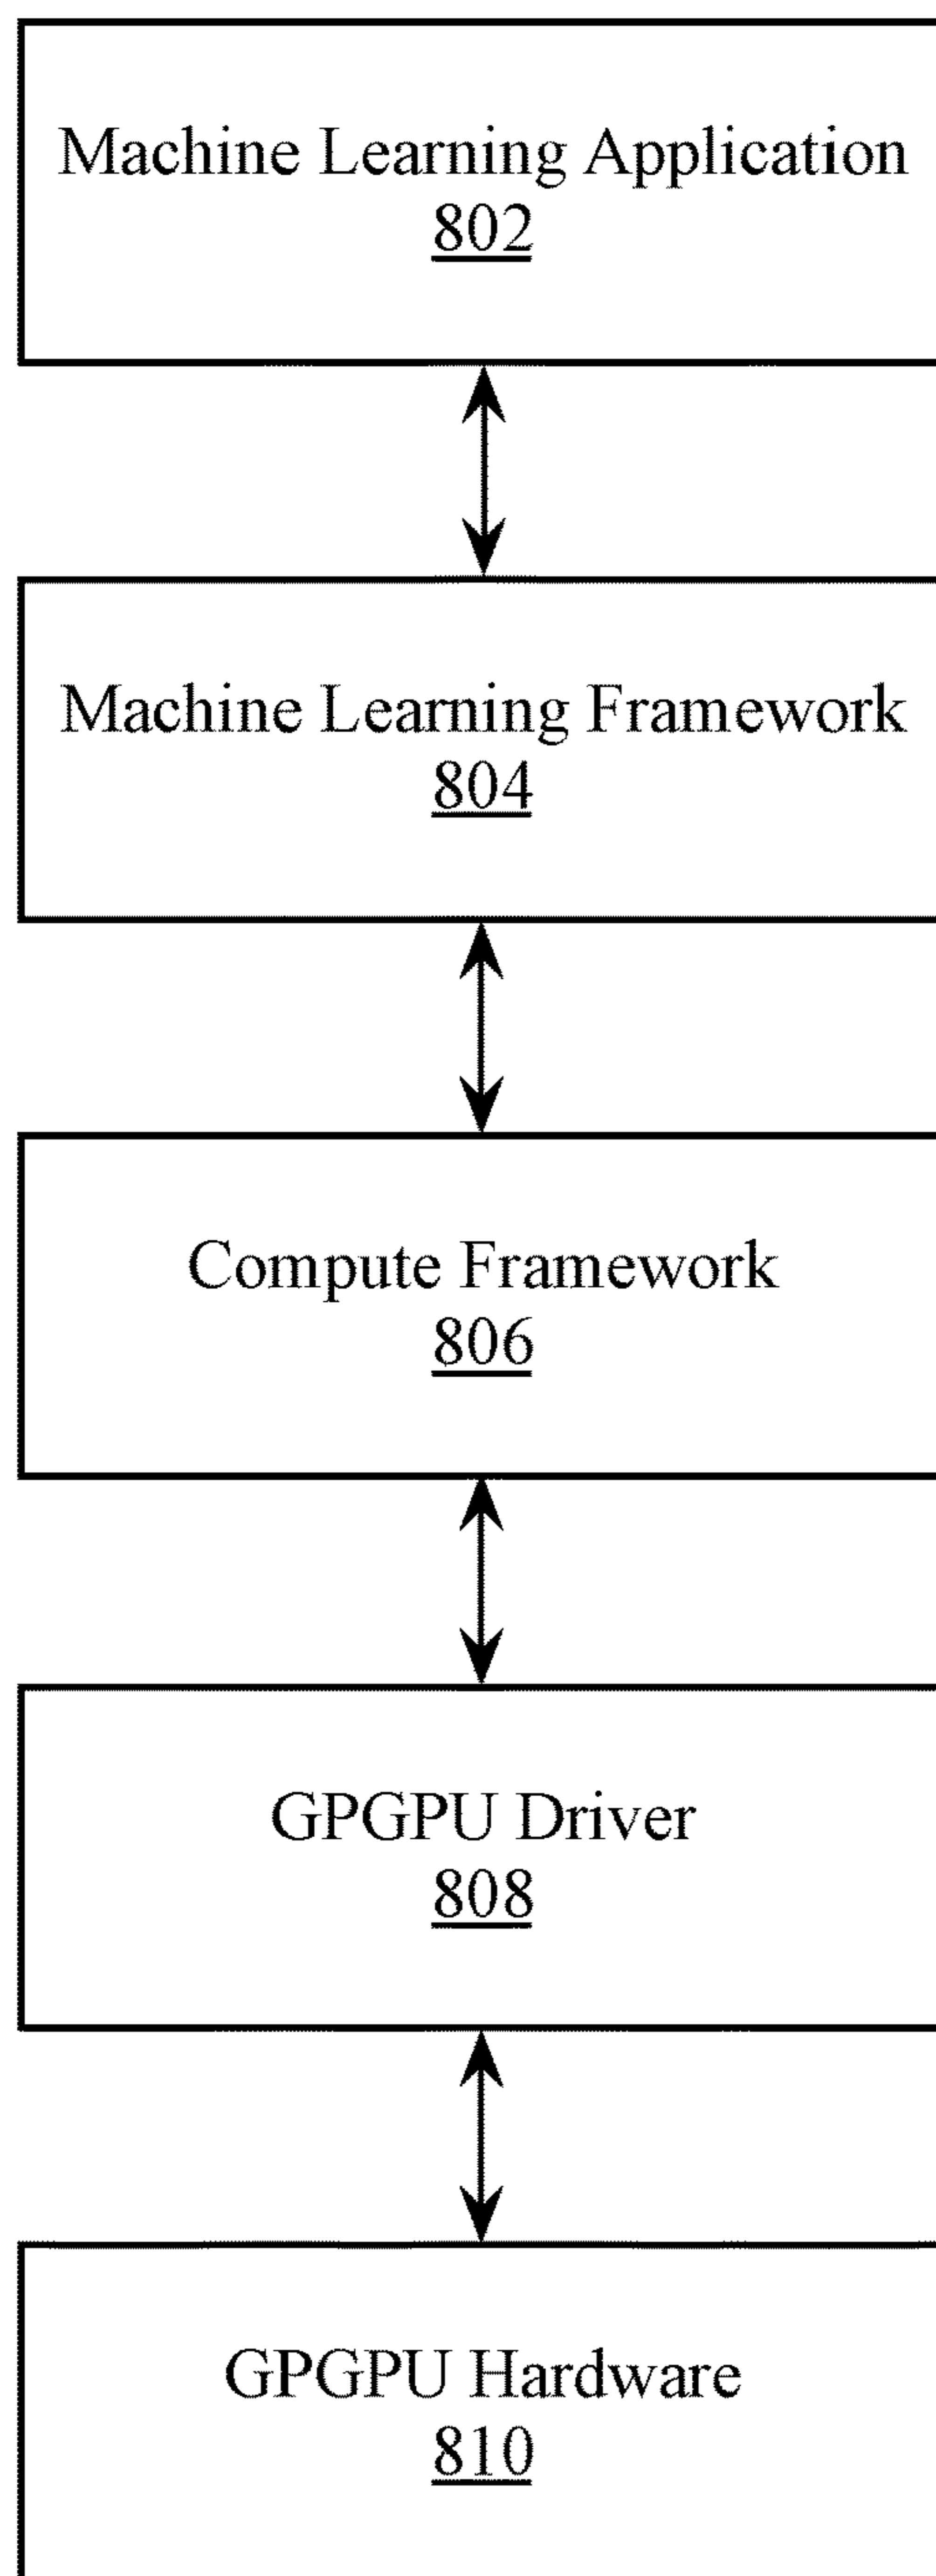 Machine Learning Application
802
Machine Learning Framework
804
Compute Framework
806
GPGPU Driver
808
GPGPU Hardware
810